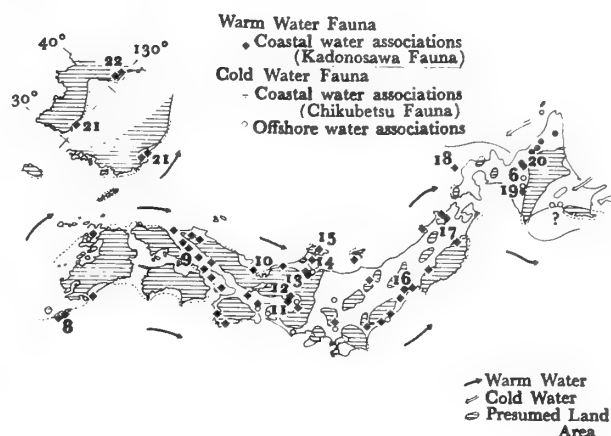 Warm Water Fauna
Coastal water associations
(Kadonosawa Fauna)
Cold Water Fauna
Coastal water associations
(Chikubetsu Fauna)
Offshore water associations
40°
130°
22
30°
21
21
18
20
6
19
?
17
15
14
10
13
9
12
11
16
8
Warm Water
Cold Water
Presumed Land
Area